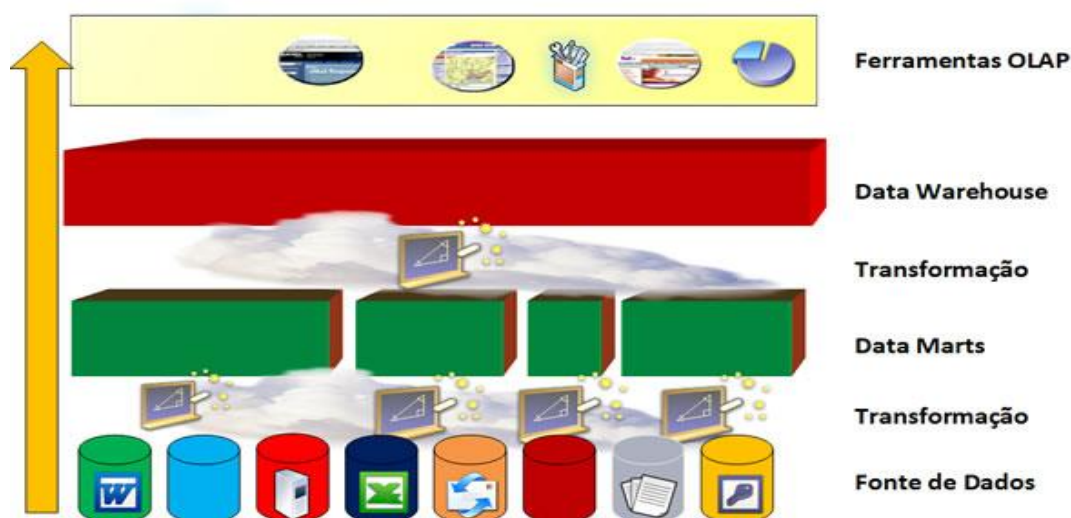 Ferramentas OLAP
Data Warehouse
Transformação
Data Marts
Transformação
Fonte de Dados